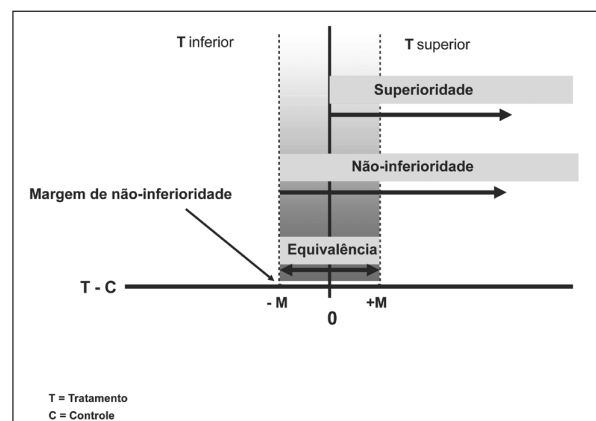 T inferior
T superior
Superioridade
Não-inferioridade
Margem de não-inferioridade
Equivalência
T - C
- M
+M
0
T = Tratamento
C = Controle